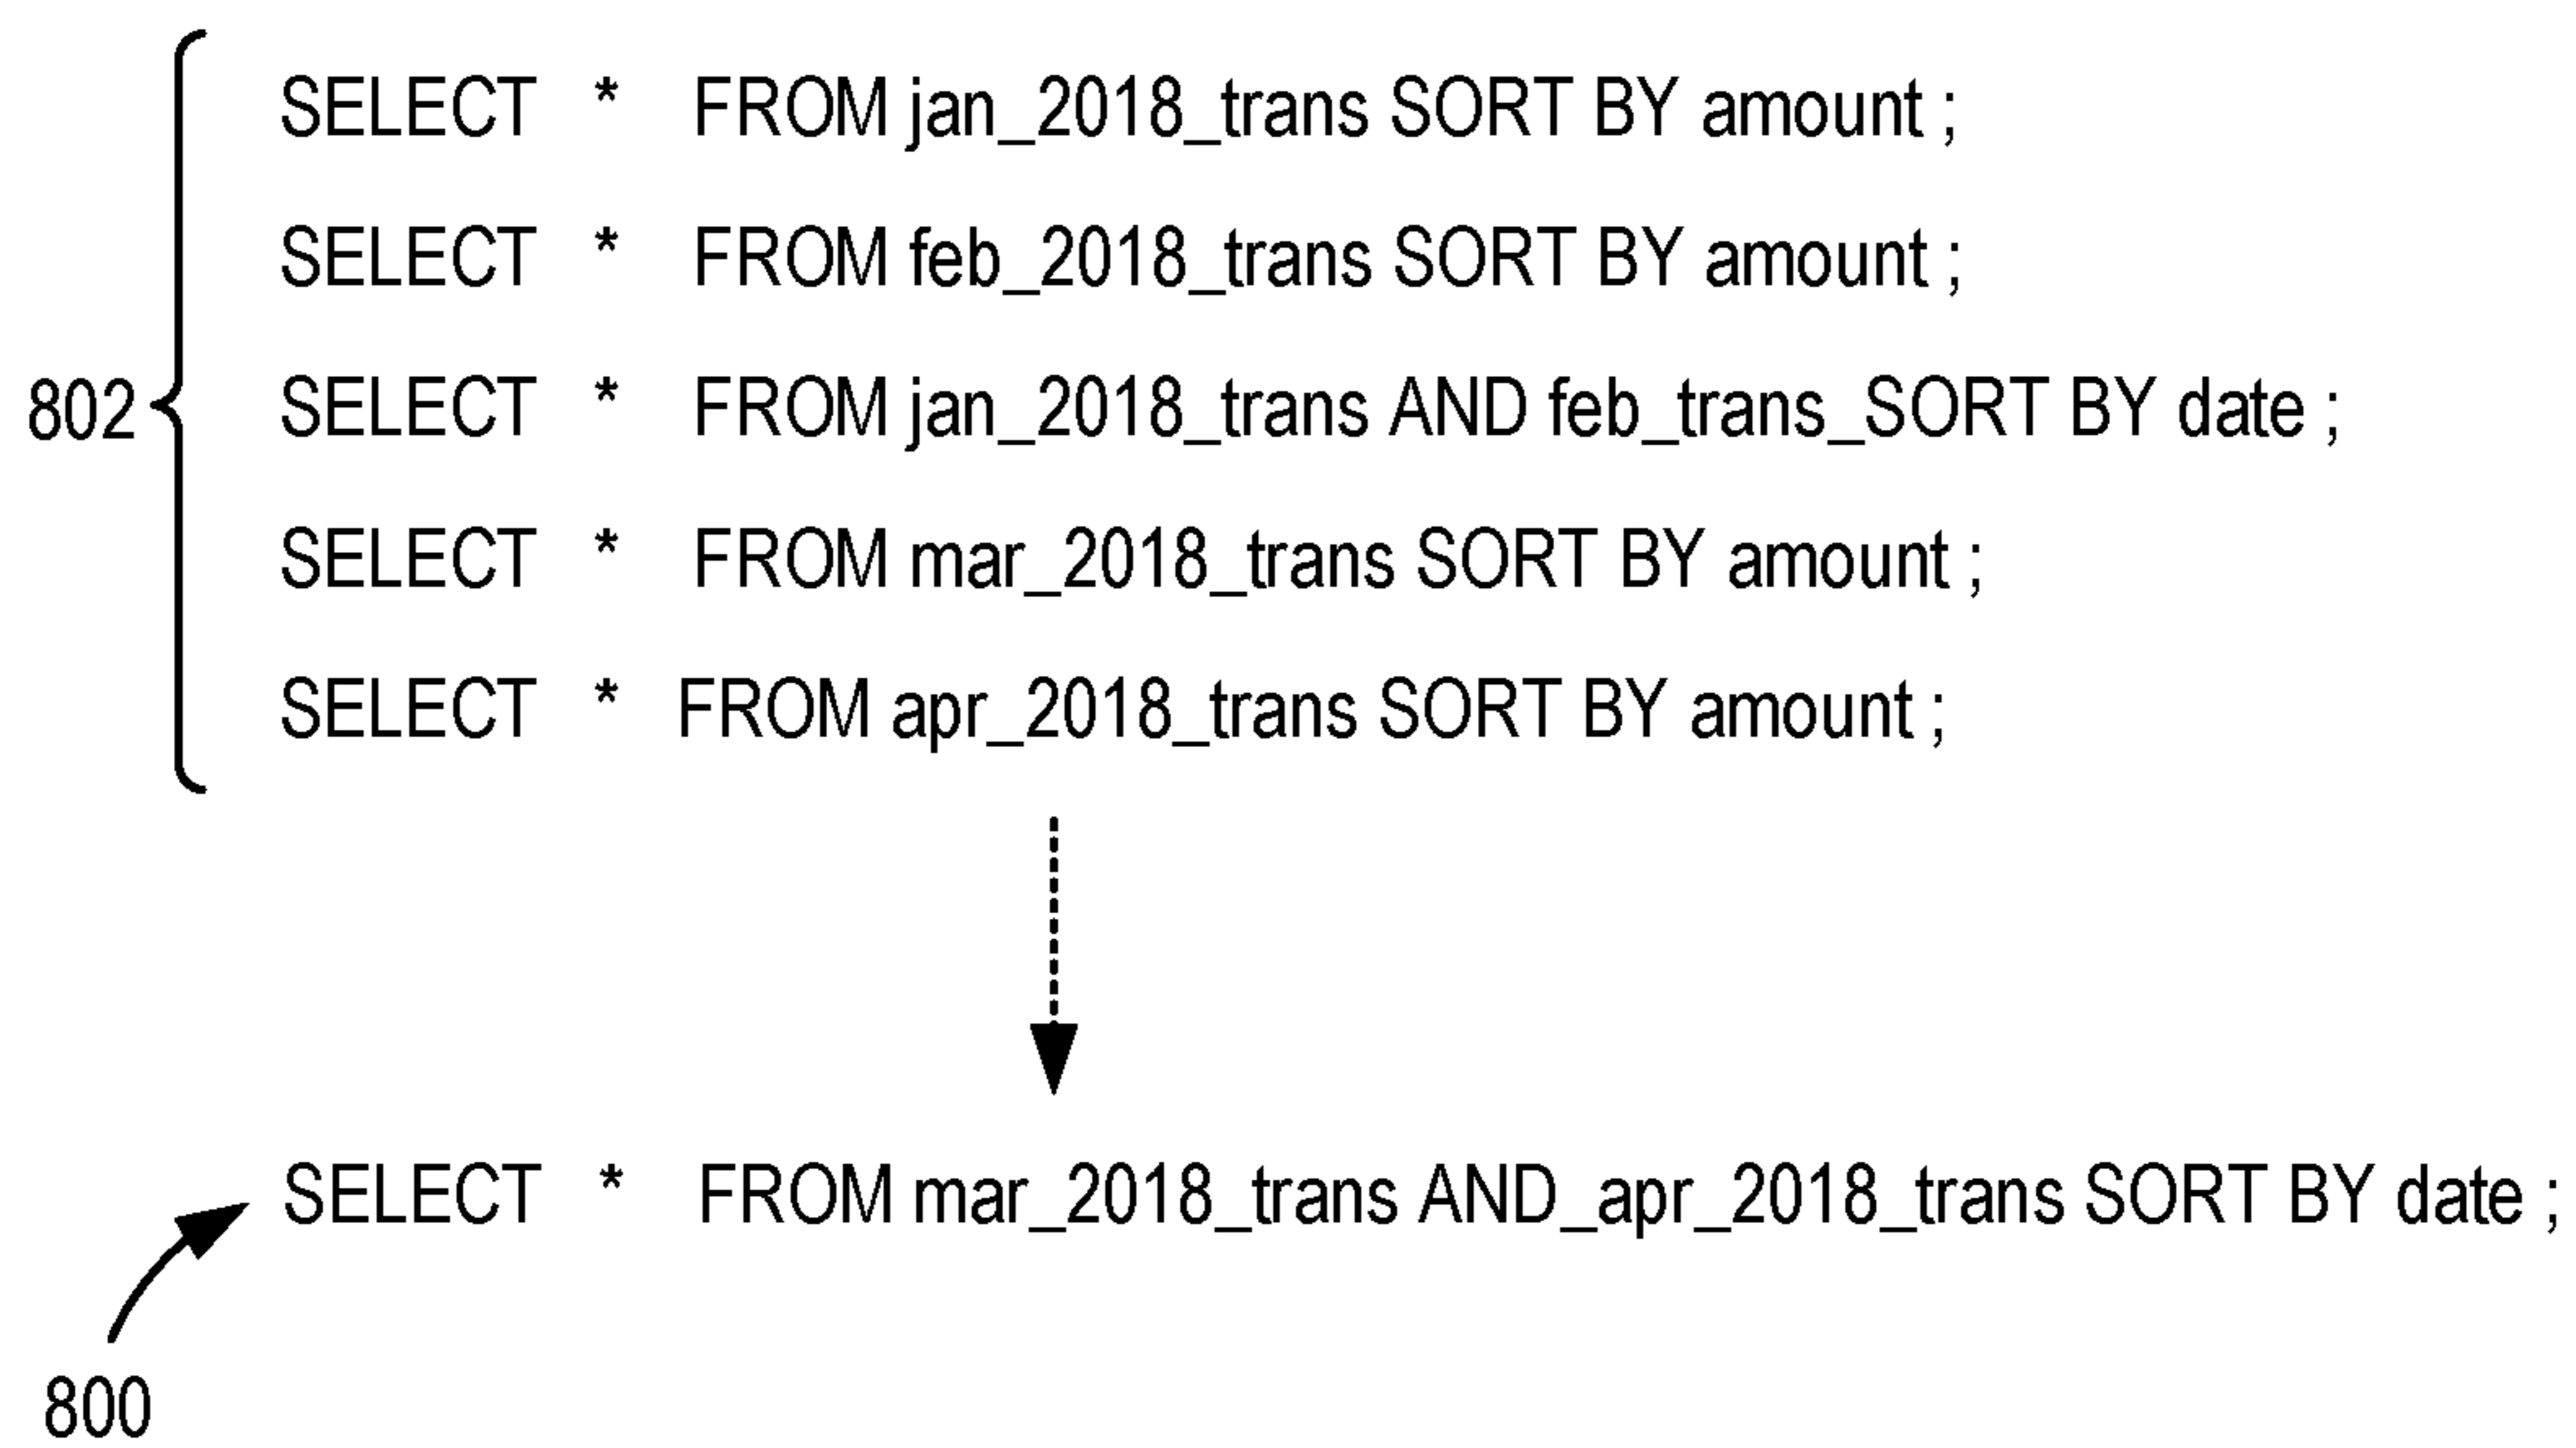 SELECT * FROM jan_2018_trans SORT BY amount ;
SELECT * FROM feb_2018_trans SORT BY amount ;
802
SELECT * FROM jan_2018_trans AND feb_trans_SORT BY date ;
SELECT * FROM mar_2018_trans SORT BY amount ;
SELECT * FROM apr_2018_trans SORT BY amount ;
SELECT * FROM mar_2018_trans AND_apr_2018_trans SORT BY date ;
800